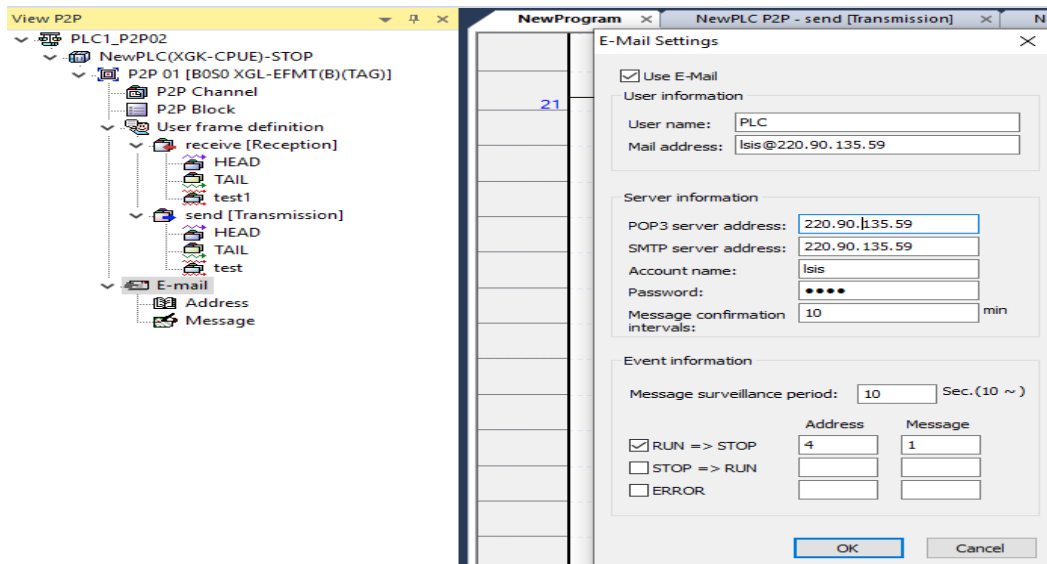 View P2P
PLC1_P2P02
NewPLC(XGK-CPUE)-STOP
P2P 01 [B0S0 XGL-EFMT(B)(TAG)]
P2P Channel
P2P Block
User frame definition
receive [Reception]
HEAD
TAIL
test1
send [Transmission]
HEAD
TAIL
test
E-mail
Address
Message
NewProgram
NewPLC P2P - send [Transmission]
N
21
E-Mail Settings
Use E-Mail
User information
User name: PLC
Mail address: lsis@220.90.135.59
Server information
POP3 server address: 220.90.135.59
SMTP server address: 220.90.135.59
Account name: lsis
Password: ●●●●
Message confirmation intervals: 10 min
Event information
Message surveillance period: 10 Sec.(10 ~ )
Address Message
RUN => STOP 4 1
STOP => RUN
ERROR
OK Cancel